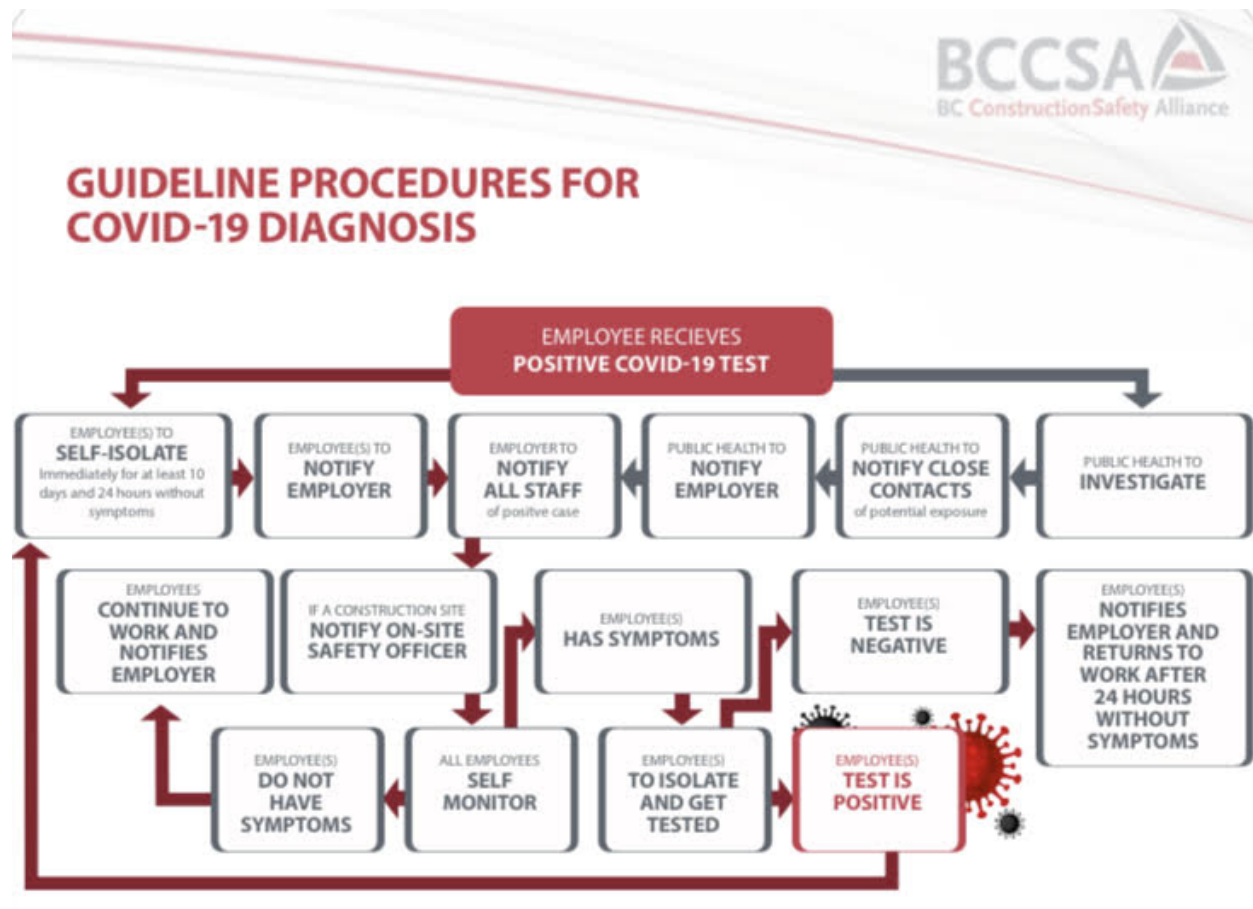 BCCSA
BC ConstructionSafety Alliance
GUIDELINE PROCEDURES FOR
COVID-19 DIAGNOSIS
EMPLOYEE RECIEVES
POSITIVE COVID-19 TEST
EMPLOYEE(S) TO
SELF-ISOLATE
Immediately for at least 10
days and 24 hours without
symptoms
EMPLOYEE(S) TO
NOTIFY
EMPLOYER
EMPLOYER TO
NOTIFY
ALL STAFF
of positve case
PUBLIC HEALTH TO
NOTIFY
EMPLOYER
PUBLIC HEALTH TO
NOTIFY CLOSE
CONTACTS
of potential exposure
PUBLIC HEALTH TO
INVESTIGATE
EMPLOYEES
CONTINUE TO
WORK AND
NOTIFIES
EMPLOYER
IF A CONSTRUCTION SITE
NOTIFY ON-SITE
SAFETY OFFICER
EMPLOYEE(S)
HAS SYMPTOMS
EMPLOYEE(S)
TEST IS
NEGATIVE
EMPLOYEE(S)
NOTIFIES
EMPLOYER AND
RETURNS TO
WORK AFTER
24 HOURS
WITHOUT
SYMPTOMS
EMPLOYEE(S)
DO NOT
HAVE
SYMPTOMS
ALL EMPLOYEES
SELF
MONITOR
EMPLOYEE(S)
TO ISOLATE
AND GET
TESTED
EMPLOYEE(S)
TEST IS
POSITIVE